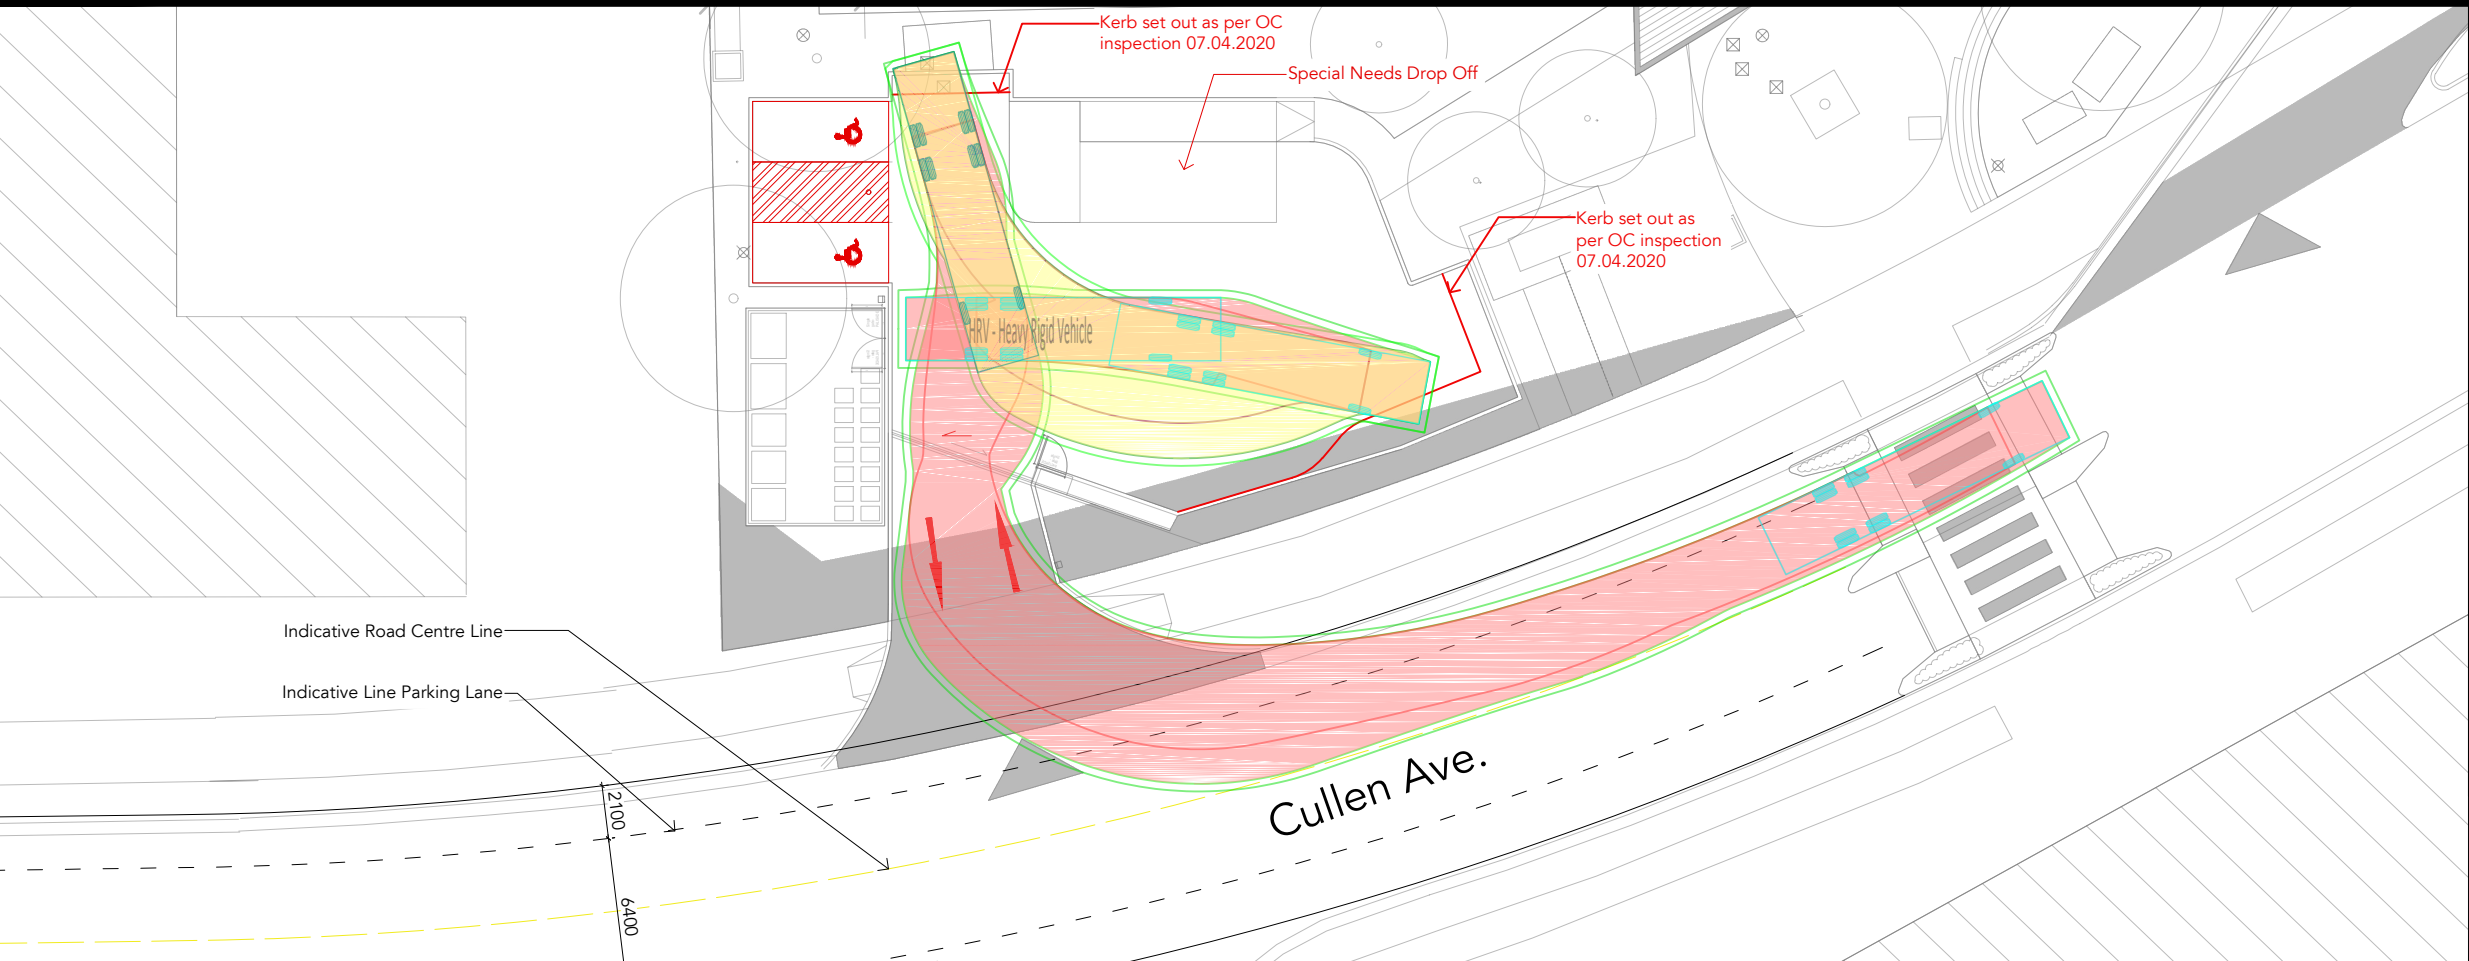 Kerb set out as per OC
inspection 07.04.2020
Special Needs Drop Off
Kerb set out as
per OC inspection
07.04.2020
HRV - Heavy Rigid Vehicle
Indicative Road Centre Line
Indicative Line Parking Lane
Cullen Ave.
2100
6400